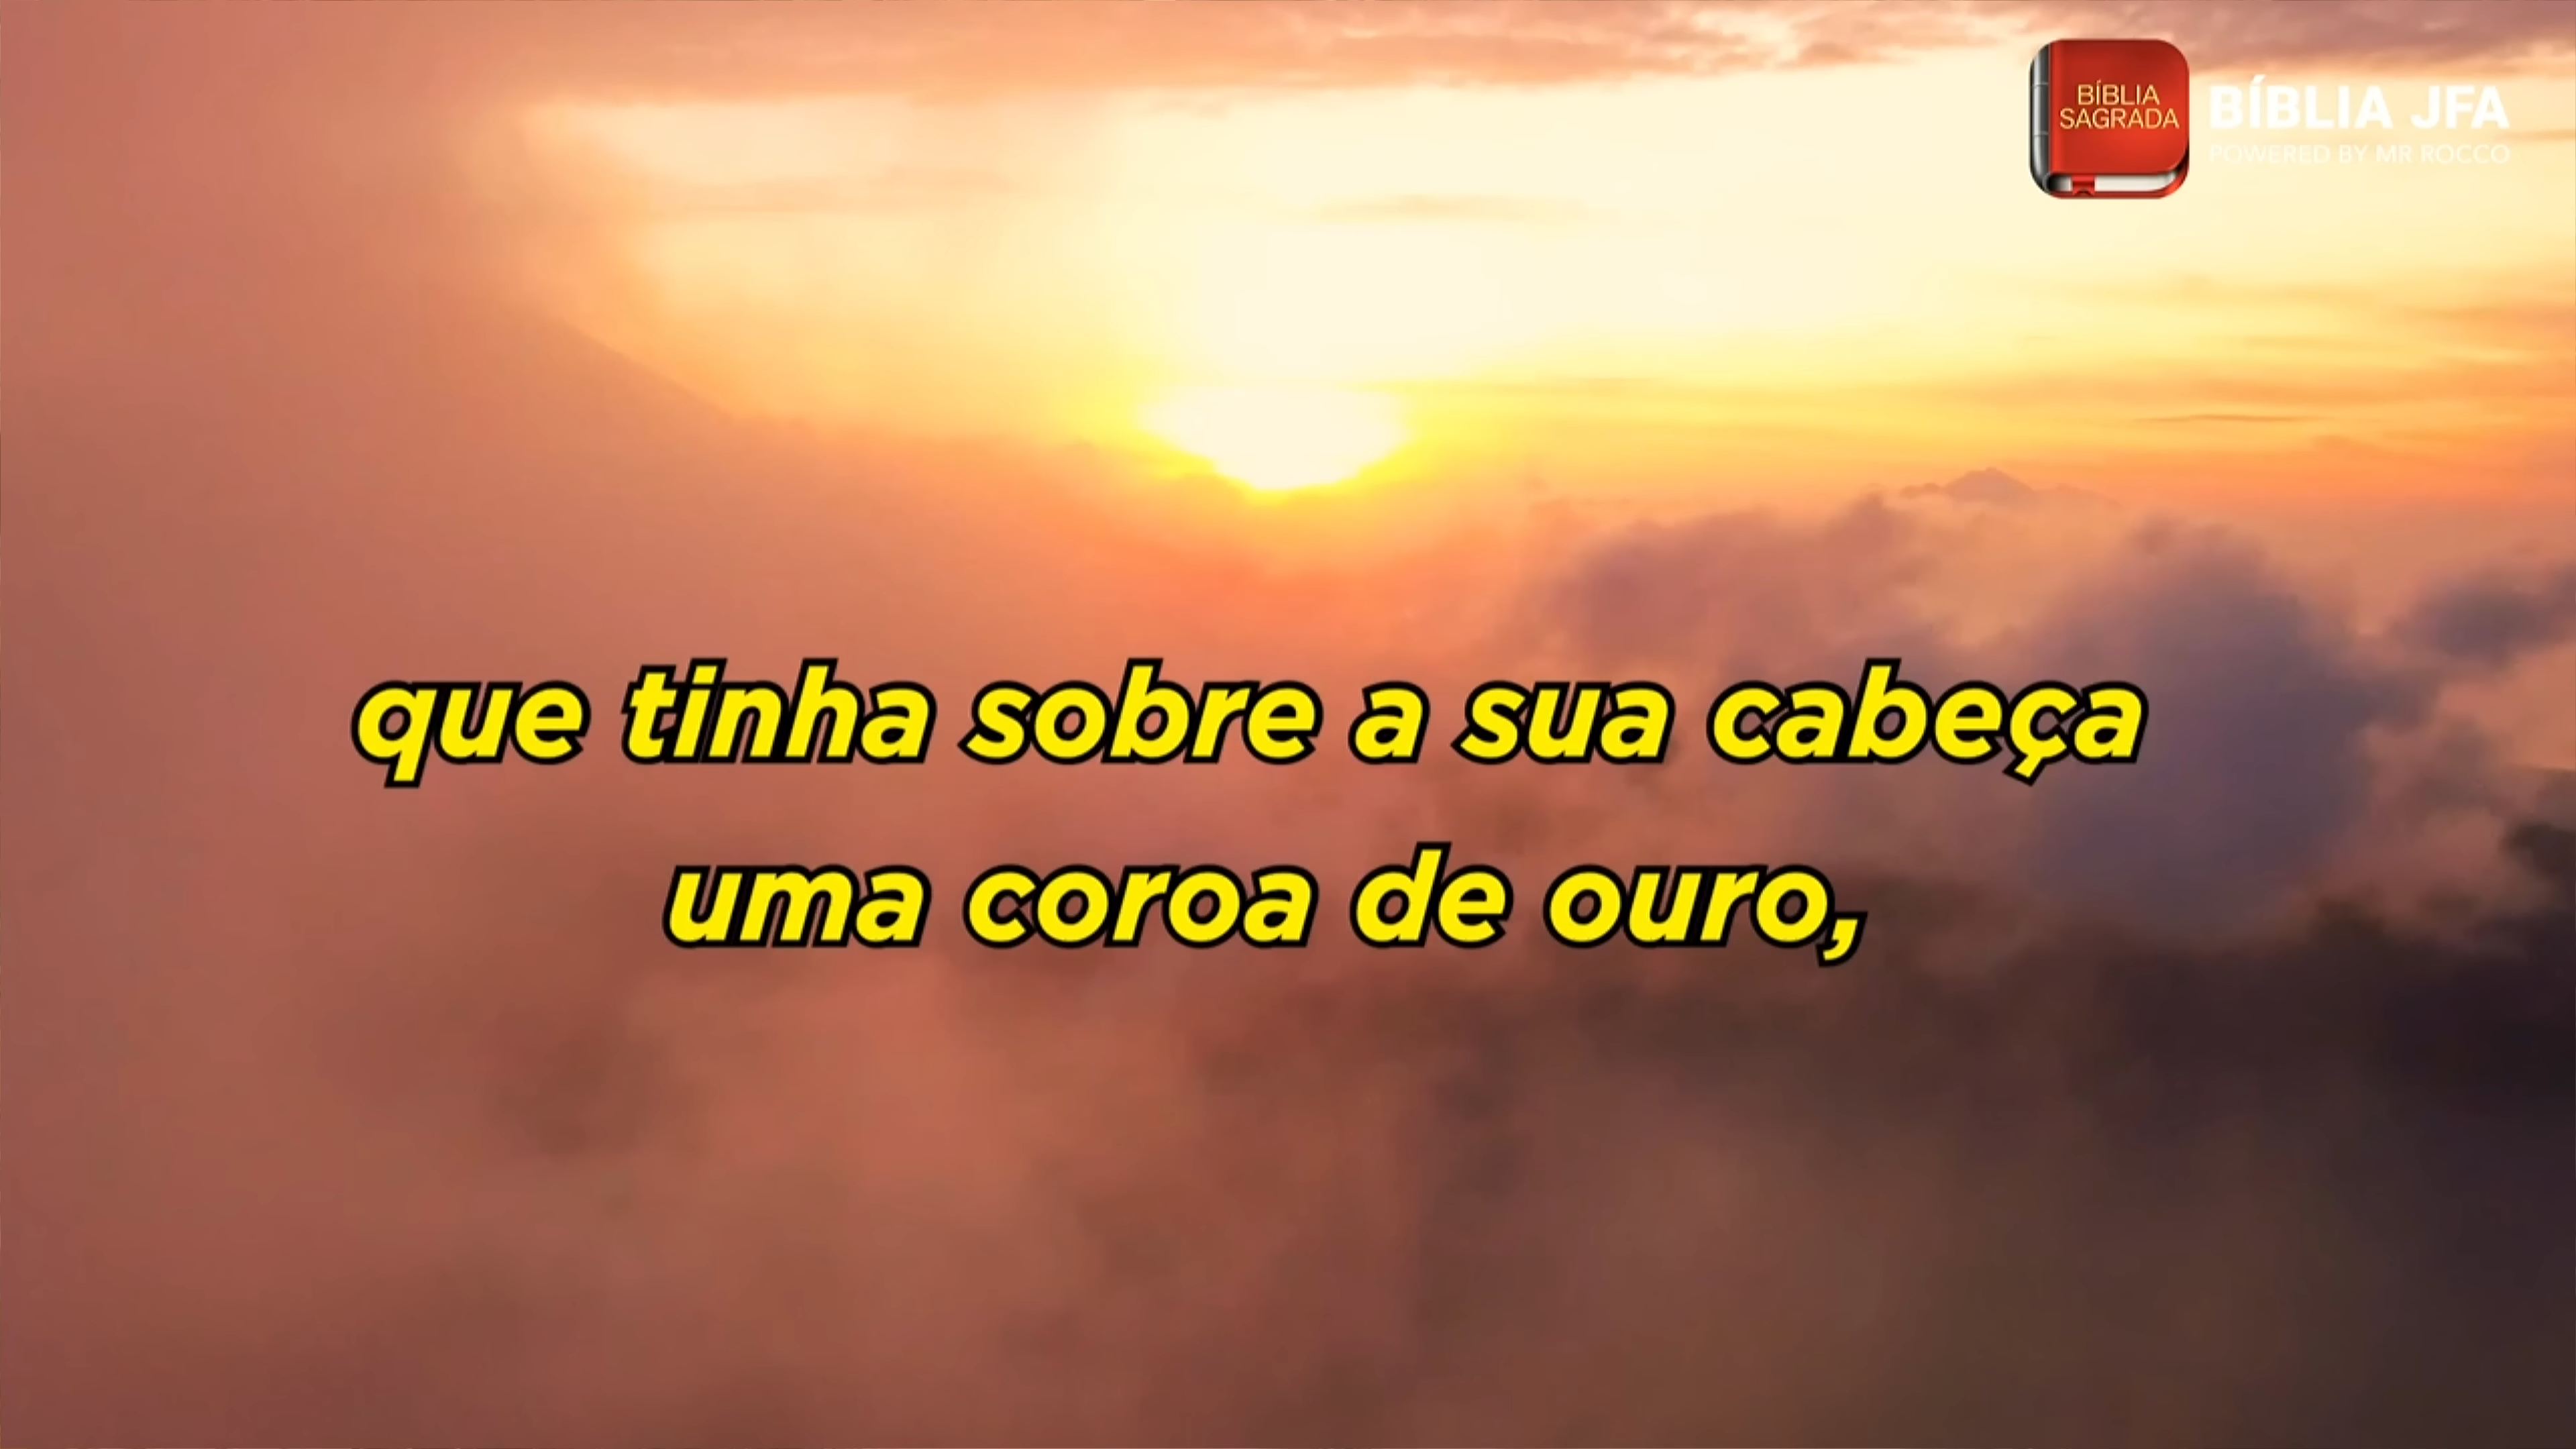 BÍBLIA
SAGRADA
BÍBLIA JFA
POWERED BY MR ROCCO
que tinha sobre a sua cabeça
uma coroa de ouro,